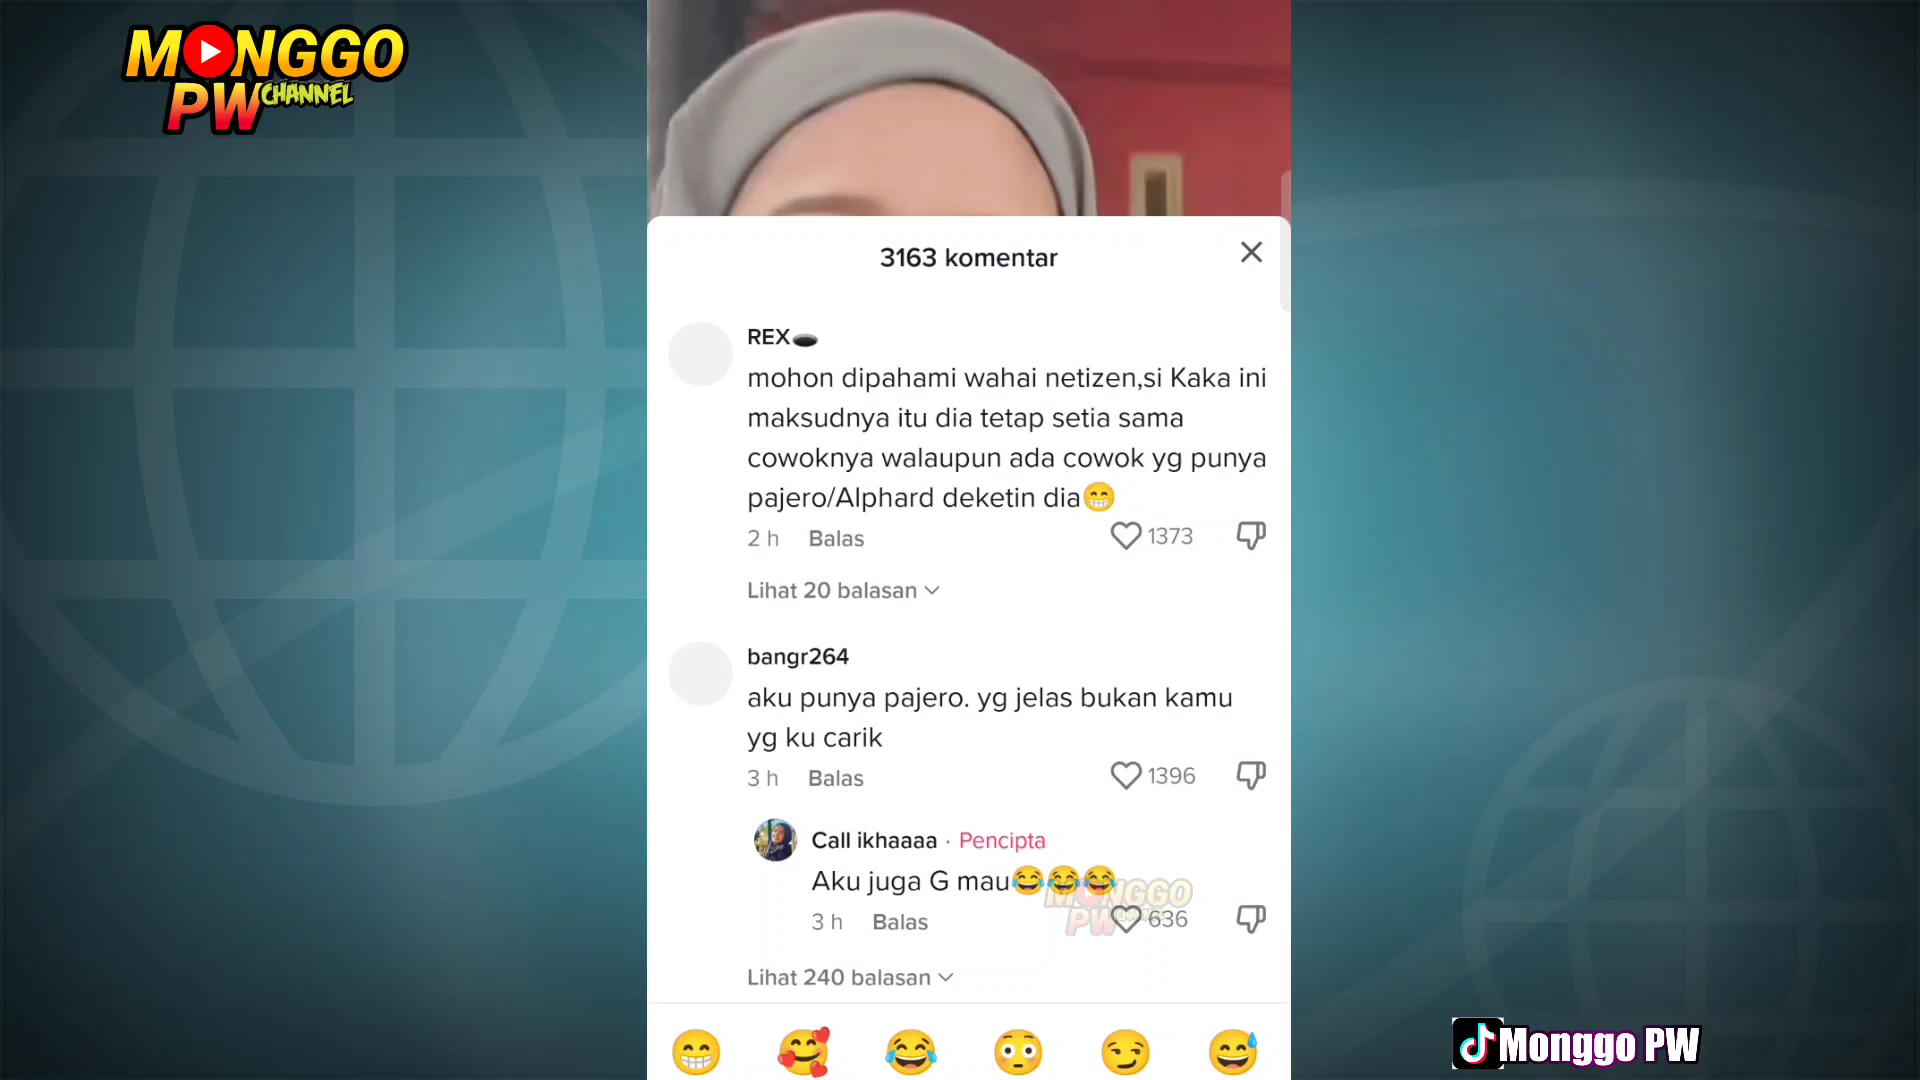 MONGGO
PW CHANNEL
3163 komentar
REX
mohon dipahami wahai netizen,si Kaka ini
maksudnya itu dia tetap setia sama
cowoknya walaupun ada cowok yg punya
pajero/Alphard deketin dia😁
2 h Balas 1373
Lihat 20 balasan
bangr264
aku punya pajero. yg jelas bukan kamu
yg ku carik
3 h Balas 1396
Call ikhaaaa · Pencipta
Aku juga G mau😂😂😂
MONGGO
PW CHANNEL
3 h Balas 636
Lihat 240 balasan
Monggo PW